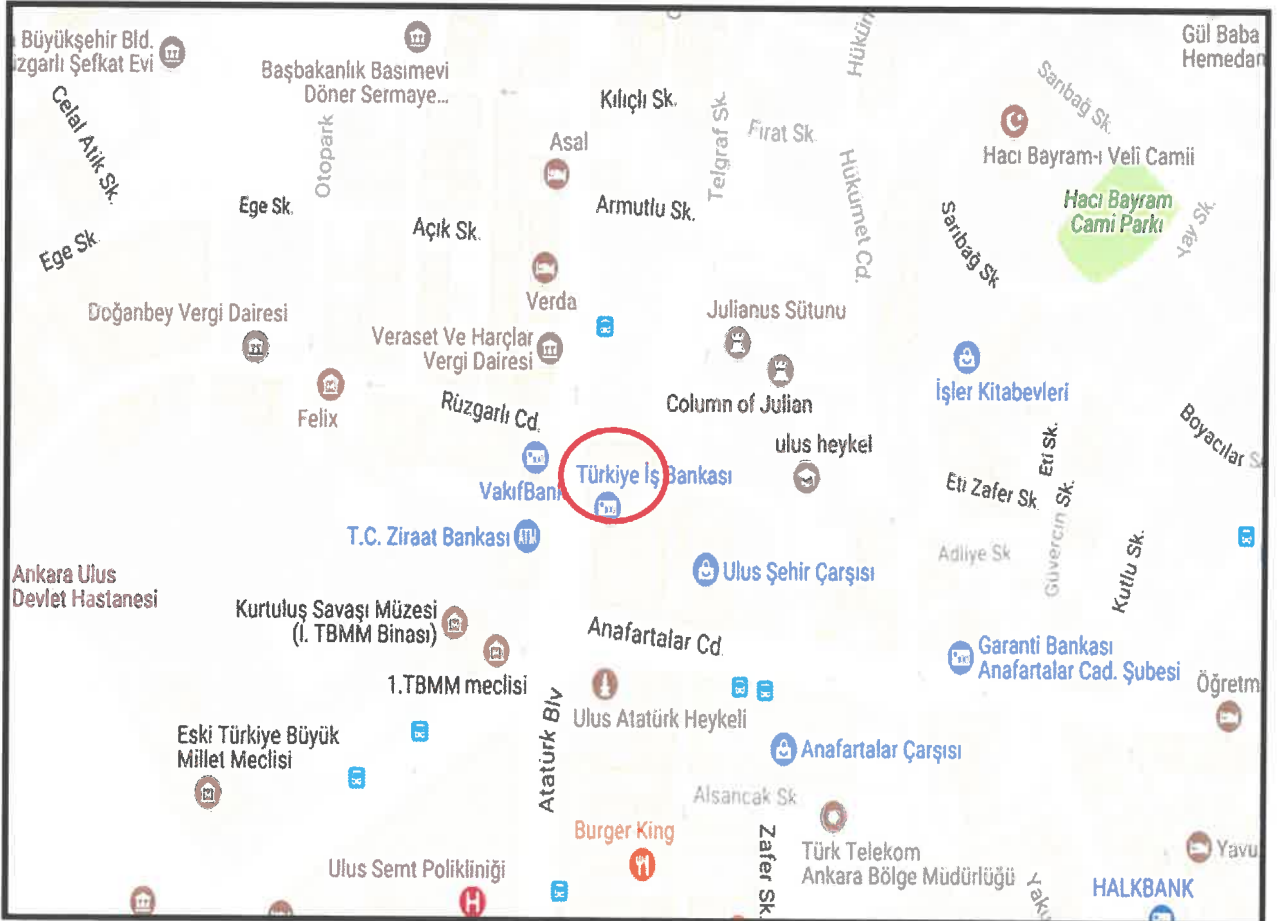 Büyükşehir Bld.
Şefkat Evi
Başbakanlık Basımevi
Döner Sermaye...
Gül Baba
Hemedan
Hüküm
Celal Atik Sk.
Otopark
Kılıçlı Sk.
Telgraf Sk.
Fırat Sk.
Sarıbağ Sk.
Asal
Hacı Bayram-ı Veli Camii
Hükümet Cd.
Ege Sk.
Armutlu Sk.
Hacı Bayram
Cami Parkı
Yay Sk.
Açık Sk.
Sarıbağ Sk
Ege Sk.
Verda
Doğanbey Vergi Dairesi
Julianus Sütunu
Veraset Ve Harçlar
Vergi Dairesi
Felix
Rüzgarlı Cd.
Column of Julian
İşler Kitabevleri
Boyacılar S
ulus heykel
Eti Sk.
VakıfBank
Türkiye İş Bankası
Eti Zafer Sk.
Güvercin Sk.
T.C. Ziraat Bankası
ATM
Adliye Sk
Kutlu Sk.
Ankara Ulus
Devlet Hastanesi
Ulus Şehir Çarşısı
Kurtuluş Savaşı Müzesi
(I. TBMM Binası)
Anafartalar Cd.
Garanti Bankası
Anafartalar Cad. Şubesi
1.TBMM meclisi
Öğretm
Atatürk Blv
Ulus Atatürk Heykeli
Eski Türkiye Büyük
Millet Meclisi
Anafartalar Çarşısı
Alsancak Sk
Burger King
Zafer Sk.
Türk Telekom
Ankara Bölge Müdürlüğü
Yavu
Ulus Semt Polikliniği
H
Yaku
HALKBANK